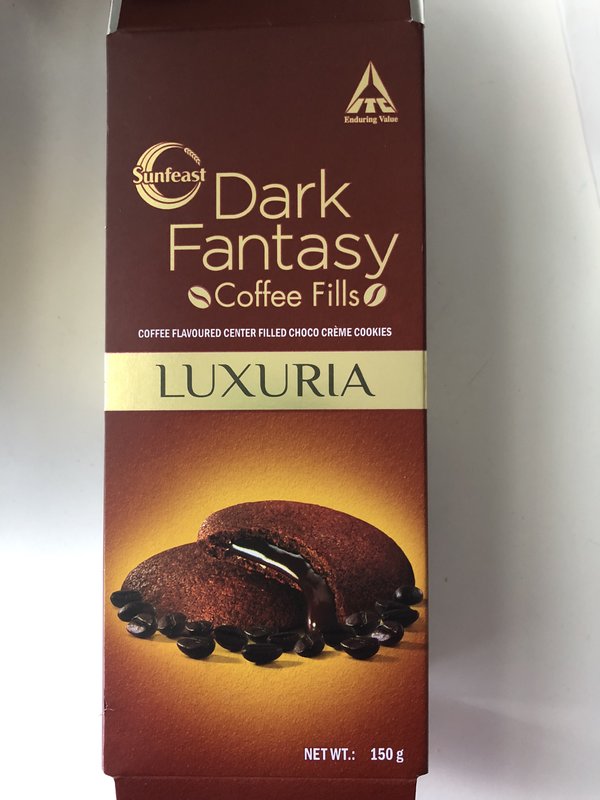 ITC
Enduring Value
Sunfeast
Dark
Fantasy
Coffee Fills
COFFEE FLAVOURED CENTER FILLED CHOCO CRÈME COOKIES
LUXURIA
NET WT.: 150 g